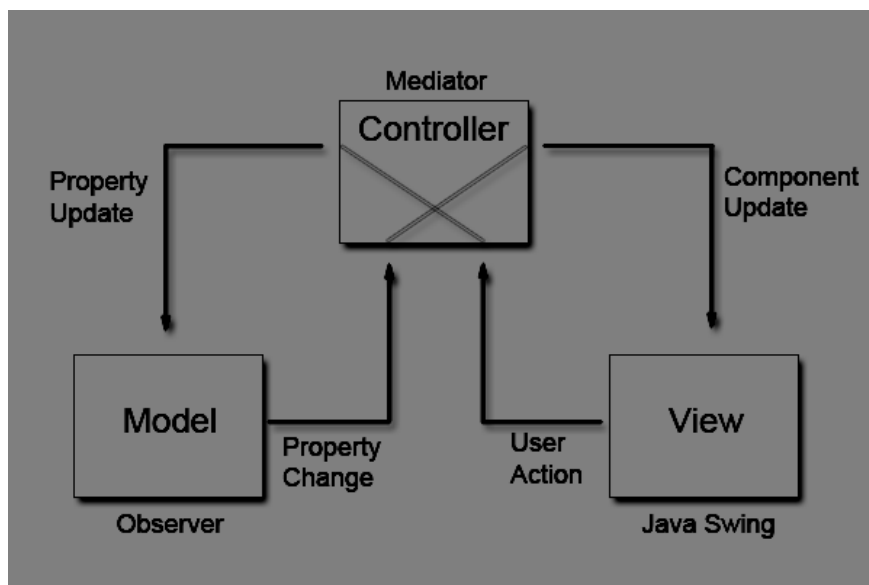 Mediator
Controller
Property
Update
Component
Update
Model
Property
Change
User
Action
View
Observer
Java Swing